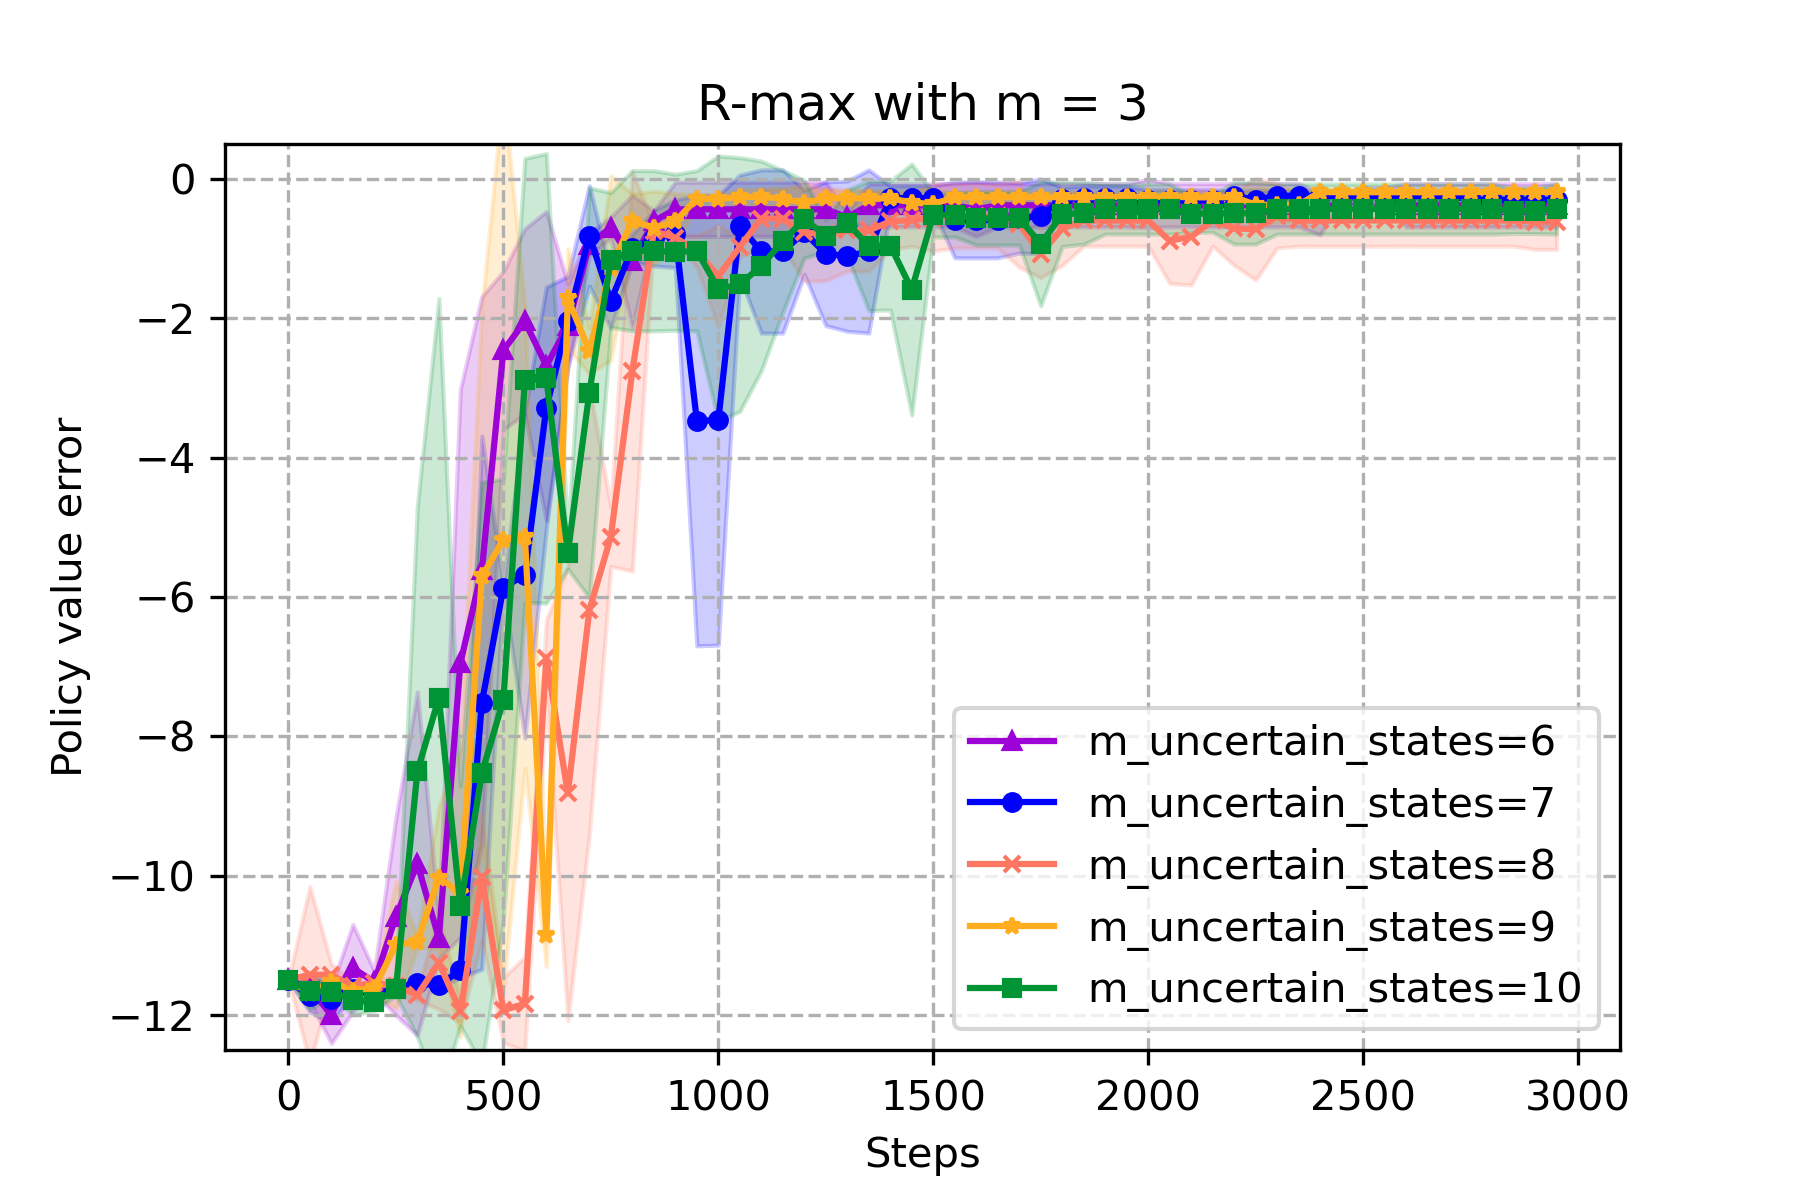 R-max with m = 3
Policy value error
0
−2
−4
−6
−8
−10
−12
m_uncertain_states=6
m_uncertain_states=7
m_uncertain_states=8
m_uncertain_states=9
m_uncertain_states=10
0 500 1000 1500 2000 2500 3000
Steps